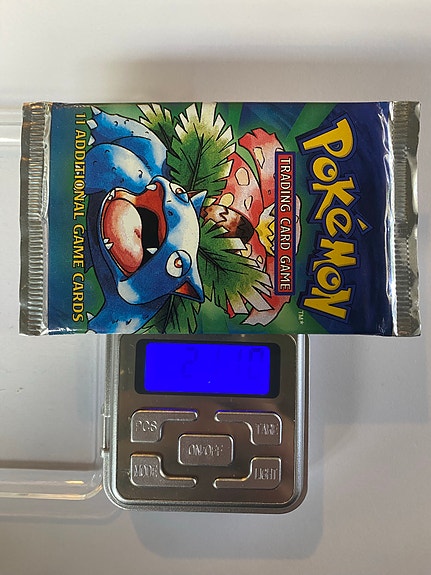 POKéMON
TM
TRADING CARD GAME
11 ADDITIONAL GAME CARDS
PCS
TARE
ON/OFF
MODE
LIGHT